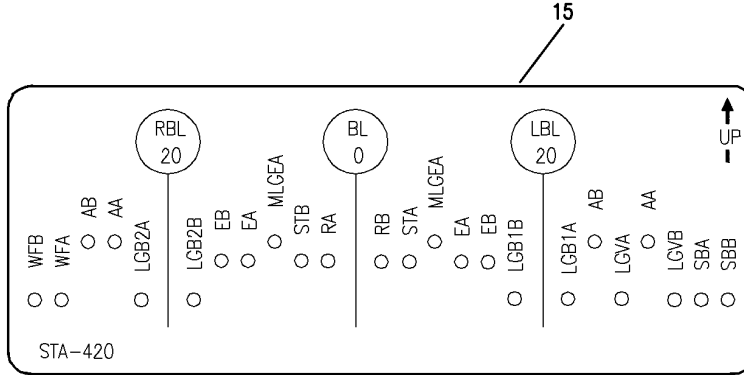 15
RBL
20
BL
0
LBL
20
UP
WFB
WFA
AB
AA
LGB2A
LGB2B
EB
EA
MLGEA
STB
RA
RB
STA
MLGEA
EA
EB
LGB1B
LGB1A
AB
LGVA
AA
LGVB
SBA
SBB
STA-420